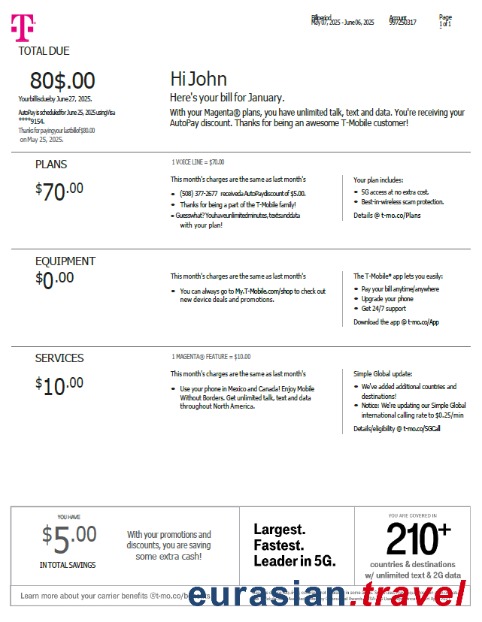 T
Bill period
May 07, 2025 - June 06, 2025
Account
997250317
Page
1 of 1
TOTAL DUE
80$.00
Your bill is due by June 27, 2025.
AutoPay is scheduled for June 25, 2025 using Visa
****9154.
Thanks for paying your last bill of $80.00
on May 25, 2025.
Hi John
Here's your bill for January.
With your Magenta® plans, you have unlimited talk, text and data. You're receiving your
AutoPay discount. Thanks for being an awesome T-Mobile customer!
PLANS
$70.00
1 VOICE LINE = $70.00
This month's charges are the same as last month's
• (508) 377-2677 received a AutoPay discount of $5.00.
• Thanks for being a part of the T-Mobile family!
• Guess what? You have unlimited minutes, texts and data
with your plan!
Your plan includes:
• 5G access at no extra cost.
• Best-in-wireless scam protection.
Details @ t-mo.co/Plans
EQUIPMENT
$0.00
This month's charges are the same as last month's
• You can always go to My.T-Mobile.com/shop to check out
new device deals and promotions.
The T-Mobile® app lets you easily:
• Pay your bill anytime/anywhere
• Upgrade your phone
• Get 24/7 support
Download the app @ t-mo.co/App
SERVICES
$10.00
1 MAGENTA® FEATURE = $10.00
This month's charges are the same as last month's
• Use your phone in Mexico and Canada! Enjoy Mobile
Without Borders. Get unlimited talk, text and data
throughout North America.
Simple Global update:
• We've added additional countries and
destinations!
• Notice: We're updating our Simple Global
international calling rate to $0.25/min
Details/eligibility @ t-mo.co/SGCall
YOU HAVE
$5.00
IN TOTAL SAVINGS
With your promotions and
discounts, you are saving
some extra cash!
Largest.
Fastest.
Leader in 5G.
YOU ARE COVERED IN
210+
countries & destinations
w/ unlimited text & 2G data
Learn more about your carrier benefits @t-mo.co/benefits
eurasian.travel